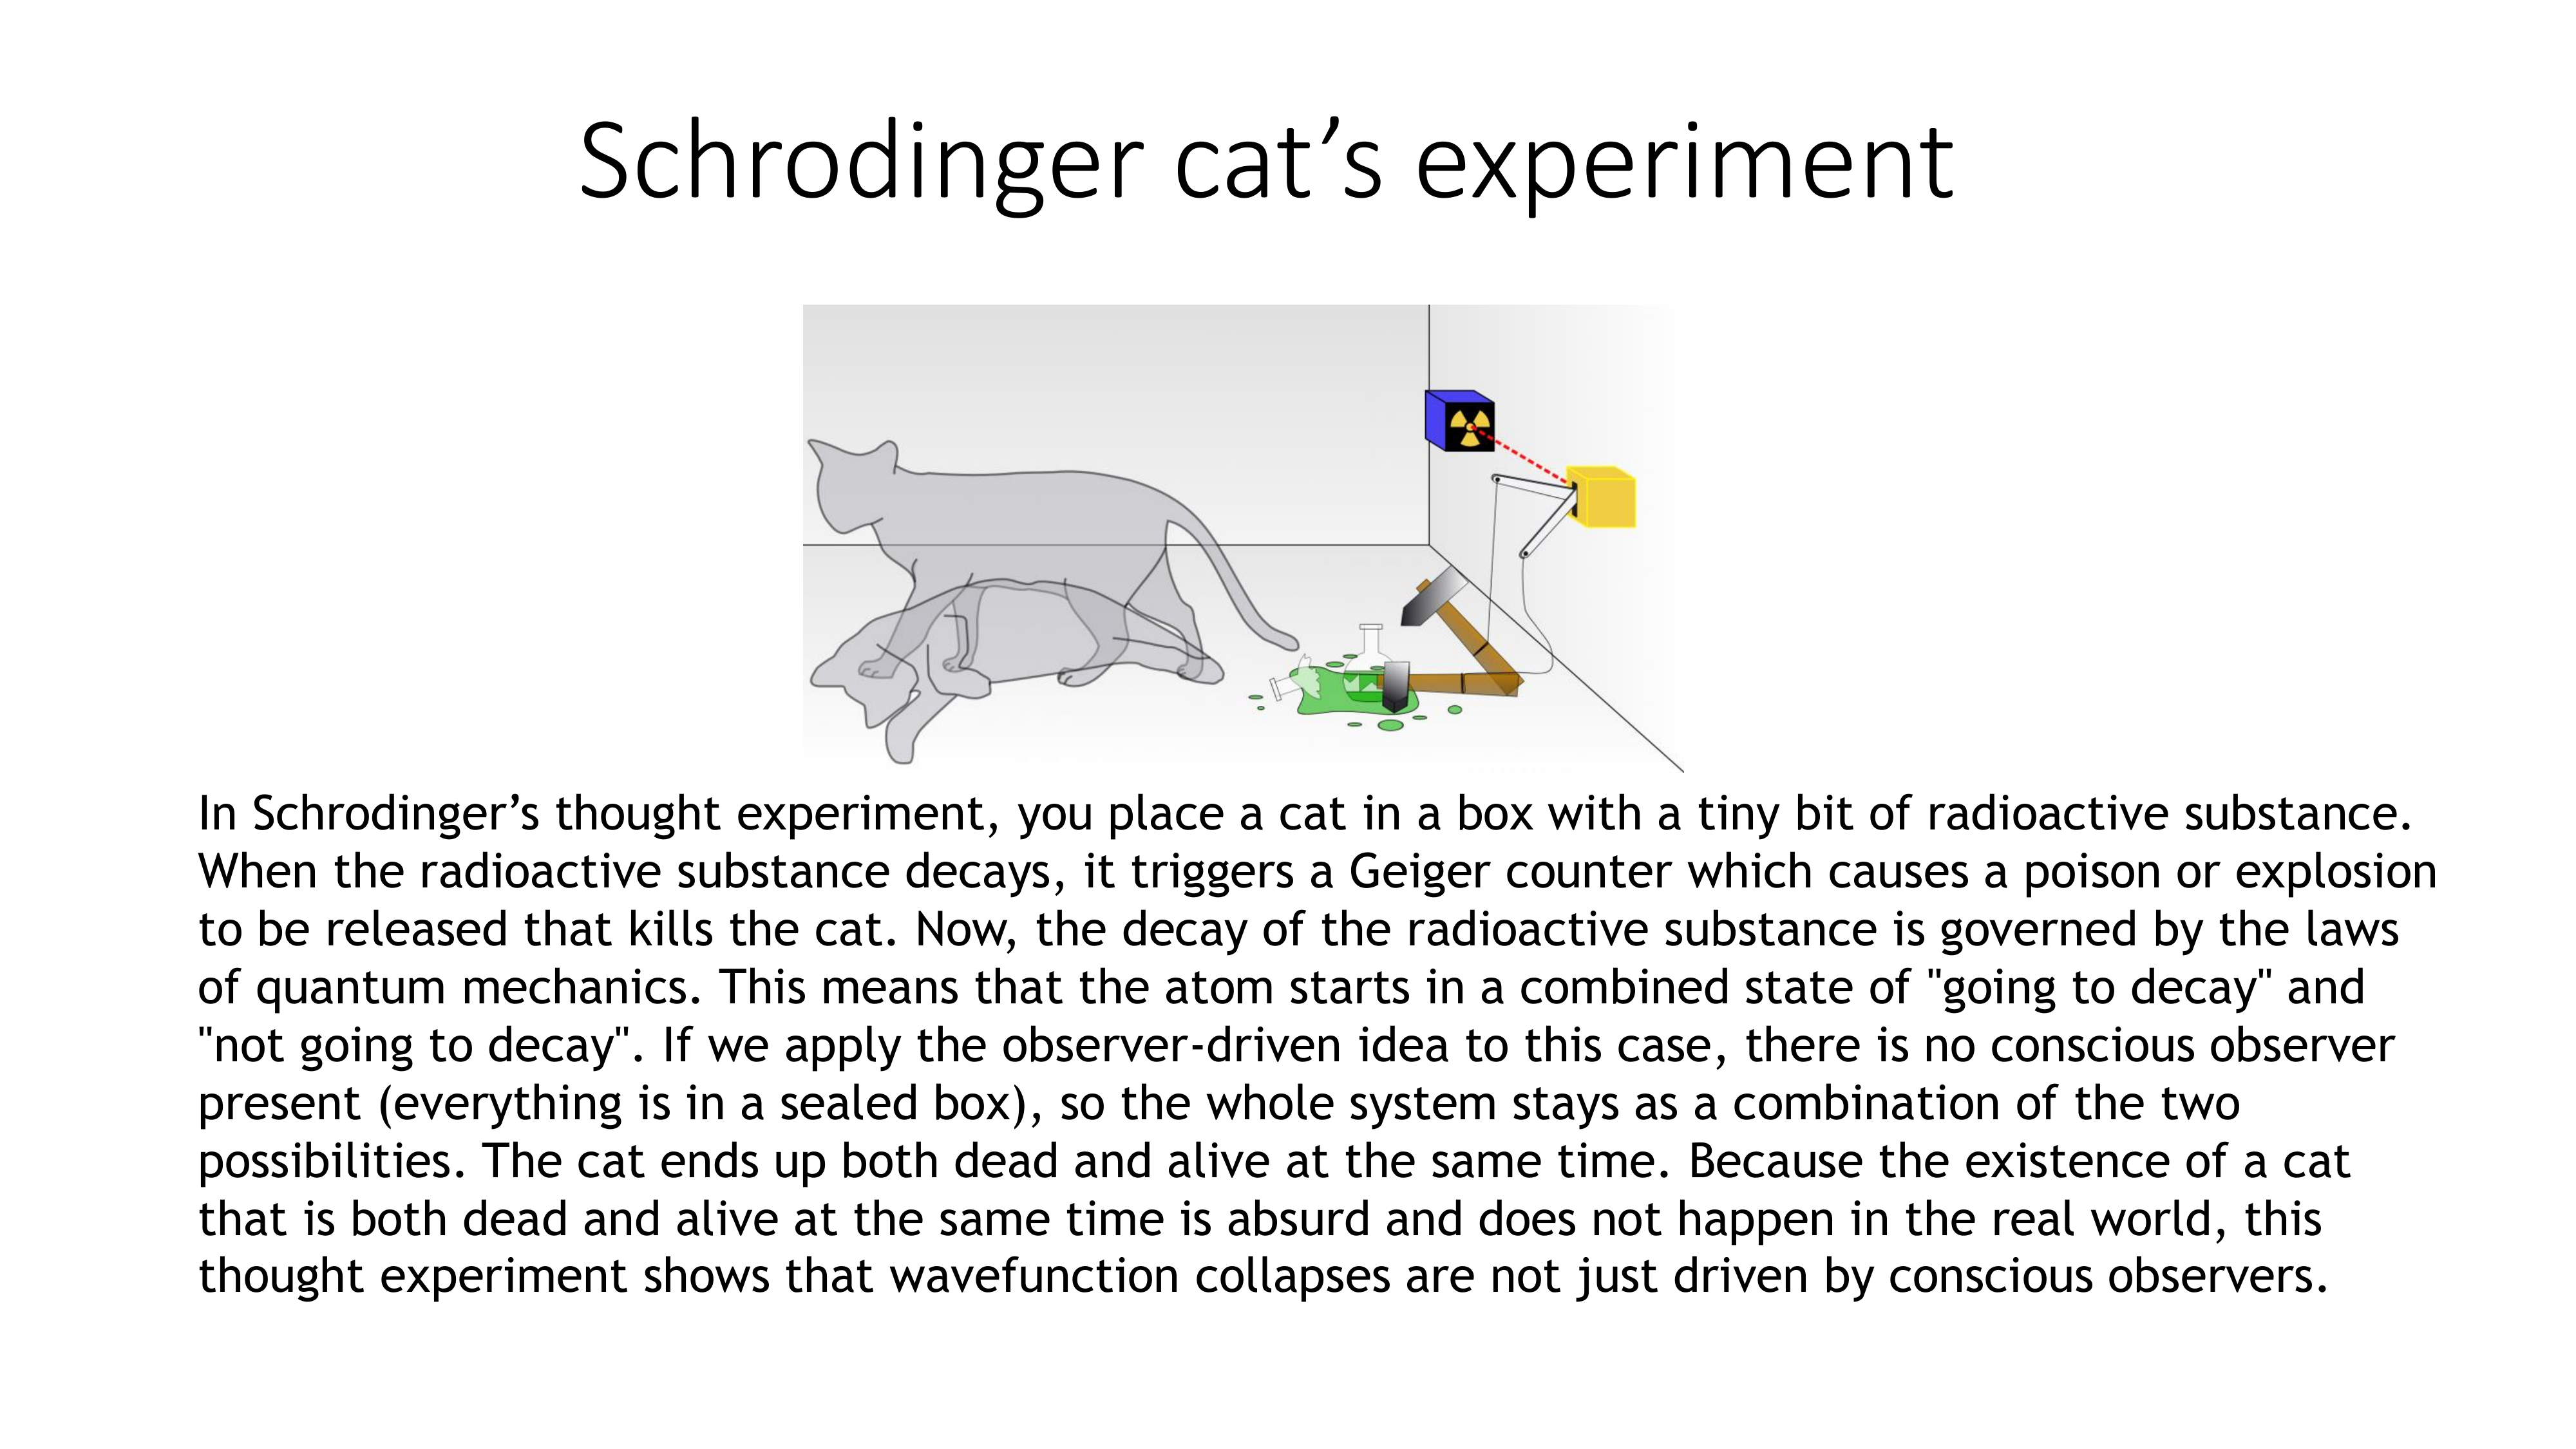 Schrodinger cat’s experiment
In Schrodinger’s thought experiment, you place a cat in a box with a tiny bit of radioactive substance.
When the radioactive substance decays, it triggers a Geiger counter which causes a poison or explosion
to be released that kills the cat. Now, the decay of the radioactive substance is governed by the laws
of quantum mechanics. This means that the atom starts in a combined state of "going to decay" and
"not going to decay". If we apply the observer-driven idea to this case, there is no conscious observer
present (everything is in a sealed box), so the whole system stays as a combination of the two
possibilities. The cat ends up both dead and alive at the same time. Because the existence of a cat
that is both dead and alive at the same time is absurd and does not happen in the real world, this
thought experiment shows that wavefunction collapses are not just driven by conscious observers.